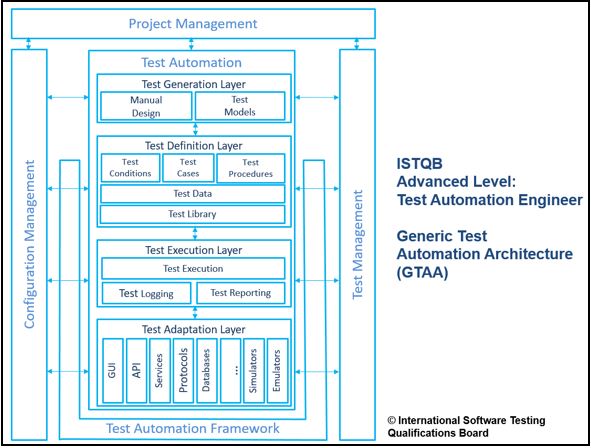 Project Management
Test Automation
Test Generation Layer
Manual
Design
Test
Models
Test Definition Layer
Test
Conditions
Test
Cases
Test
Procedures
Test Data
Test Library
Test Execution Layer
Test Execution
Test Logging
Test Reporting
Test Adaptation Layer
GUI
API
Services
Protocols
Databases
...
Simulators
Emulators
Test Automation Framework
Configuration Management
Test Management
ISTQB
Advanced Level:
Test Automation Engineer
Generic Test
Automation Architecture
(GTAA)
© International Software Testing
Qualifications Board